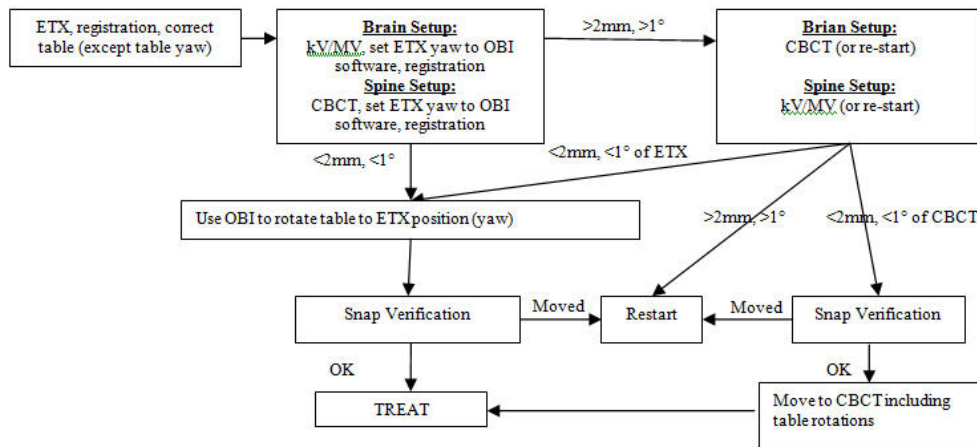 ETX, registration, correct
table (except table yaw)
Brain Setup:
kV/MV, set ETX yaw to OBI
software, registration
Spine Setup:
CBCT, set ETX yaw to OBI
software, registration
>2mm, >1°
Brian Setup:
CBCT (or re-start)
Spine Setup:
kV/MV (or re-start)
<2mm, <1°
<2mm, <1° of ETX
Use OBI to rotate table to ETX position (yaw)
>2mm, >1°
<2mm, <1° of CBCT
Snap Verification
Moved
Restart
Moved
Snap Verification
OK
OK
TREAT
Move to CBCT including
table rotations